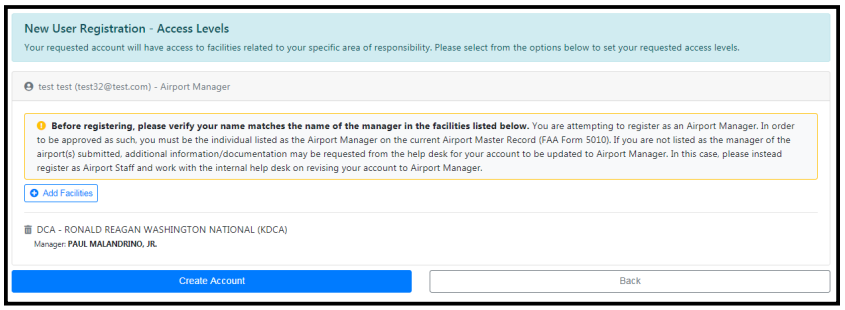 New User Registration - Access Levels
Your requested account will have access to facilities related to your specific area of responsibility. Please select from the options below to set your requested access levels.
test test (test32@test.com) - Airport Manager
Before registering, please verify your name matches the name of the manager in the facilities listed below. You are attempting to register as an Airport Manager. In order
to be approved as such, you must be the individual listed as the Airport Manager on the current Airport Master Record (FAA Form 5010). If you are not listed as the manager of the
airport(s) submitted, additional information/documentation may be requested from the help desk for your account to be updated to Airport Manager. In this case, please instead
register as Airport Staff and work with the internal help desk on revising your account to Airport Manager.
Add Facilities
DCA - RONALD REAGAN WASHINGTON NATIONAL (KDCA)
Manager: PAUL MALANDRINO, JR.
Create Account
Back